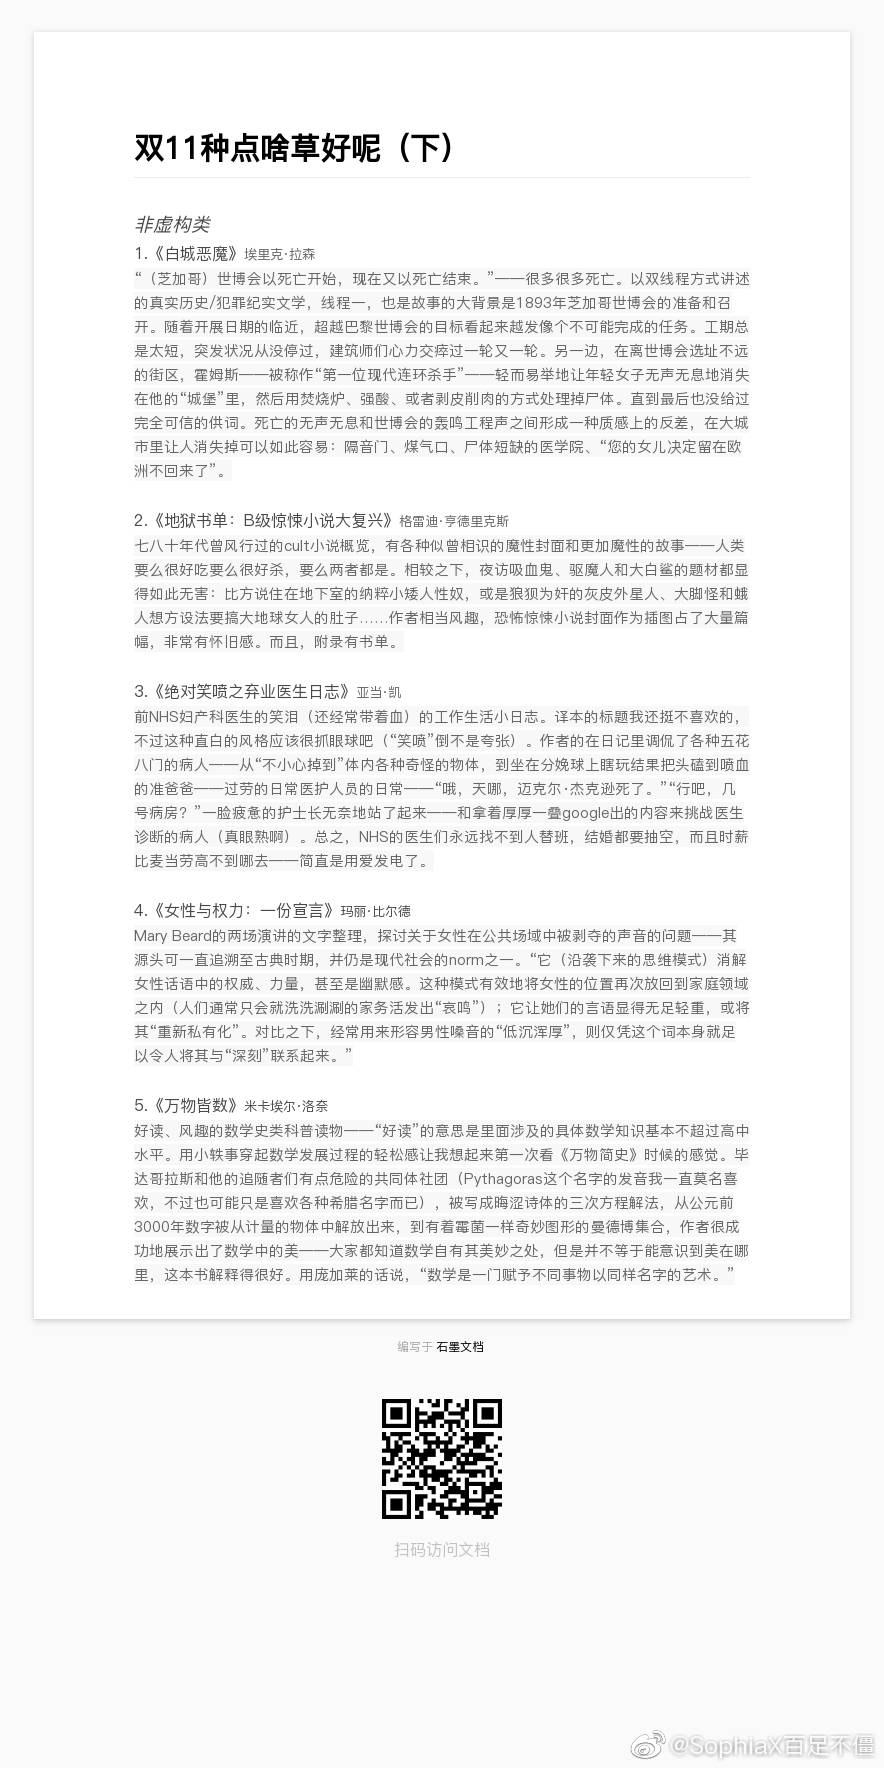 双11种点啥草好呢（下）
非虚构类
1.《白城恶魔》埃里克·拉森
“（芝加哥）世博会以死亡开始，现在又以死亡结束。”——很多很多死亡。以双线程方式讲述
的真实历史/犯罪纪实文学，线程一，也是故事的大背景是1893年芝加哥世博会的准备和召
开。随着开展日期的临近，超越巴黎世博会的目标看起来越发像个不可能完成的任务。工期总
是太短，突发状况从没停过，建筑师们心力交瘁过一轮又一轮。另一边，在离世博会选址不远
的街区，霍姆斯——被称作“第一位现代连环杀手”——轻而易举地让年轻女子无声无息地消失
在他的“城堡”里，然后用焚烧炉、强酸、或者剥皮削肉的方式处理掉尸体。直到最后也没给过
完全可信的供词。死亡的无声无息和世博会的轰鸣工程声之间形成一种质感上的反差，在大城
市里让人消失掉可以如此容易：隔音门、煤气口、尸体短缺的医学院、“您的女儿决定留在欧
洲不回来了”。
2.《地狱书单：B级惊悚小说大复兴》格雷迪·亨德里克斯
七八十年代曾风行过的cult小说概览，有各种似曾相识的魔性封面和更加魔性的故事——人类
要么很好吃要么很好杀，要么两者都是。相较之下，夜访吸血鬼、驱魔人和大白鲨的题材都显
得如此无害：比方说住在地下室的纳粹小矮人性奴，或是狼狈为奸的灰皮外星人、大脚怪和蛾
人想方设法要搞大地球女人的肚子……作者相当风趣，恐怖惊悚小说封面作为插图占了大量篇
幅，非常有怀旧感。而且，附录有书单。
3.《绝对笑喷之弃业医生日志》亚当·凯
前NHS妇产科医生的笑泪（还经常带着血）的工作生活小日志。译本的标题我还挺不喜欢的，
不过这种直白的风格应该很抓眼球吧（“笑喷”倒不是夸张）。作者的在日记里调侃了各种五花
八门的病人——从“不小心掉到”体内各种奇怪的物体，到坐在分娩球上瞎玩结果把头磕到喷血
的准爸爸——过劳的日常医护人员的日常——“哦，天哪，迈克尔·杰克逊死了。”“行吧，几
号病房？”一脸疲惫的护士长无奈地站了起来——和拿着厚厚一叠google出的内容来挑战医生
诊断的病人（真眼熟啊）。总之，NHS的医生们永远找不到人替班，结婚都要抽空，而且时薪
比麦当劳高不到哪去——简直是用爱发电了。
4.《女性与权力：一份宣言》玛丽·比尔德
Mary Beard的两场演讲的文字整理，探讨关于女性在公共场域中被剥夺的声音的问题——其
源头可一直追溯至古典时期，并仍是现代社会的norm之一。“它（沿袭下来的思维模式）消解
女性话语中的权威、力量，甚至是幽默感。这种模式有效地将女性的位置再次放回到家庭领域
之内（人们通常只会就洗洗涮涮的家务活发出“哀鸣”）；它让她们的言语显得无足轻重，或将
其“重新私有化”。对比之下，经常用来形容男性嗓音的“低沉浑厚”，则仅凭这个词本身就足
以令人将其与“深刻”联系起来。”
5.《万物皆数》米卡埃尔·洛奈
好读、风趣的数学史类科普读物——“好读”的意思是里面涉及的具体数学知识基本不超过高中
水平。用小轶事穿起数学发展过程的轻松感让我想起来第一次看《万物简史》时候的感觉。毕
达哥拉斯和他的追随者们有点危险的共同体社团（Pythagoras这个名字的发音我一直莫名喜
欢，不过也可能只是喜欢各种希腊名字而已），被写成晦涩诗体的三次方程解法，从公元前
3000年数字被从计量的物体中解放出来，到有着霉菌一样奇妙图形的曼德博集合，作者很成
功地展示出了数学中的美——大家都知道数学自有其美妙之处，但是并不等于能意识到美在哪
里，这本书解释得很好。用庞加莱的话说，“数学是一门赋予不同事物以同样名字的艺术。”
编写于 石墨文档
扫码访问文档
@SophiaX百足不僵